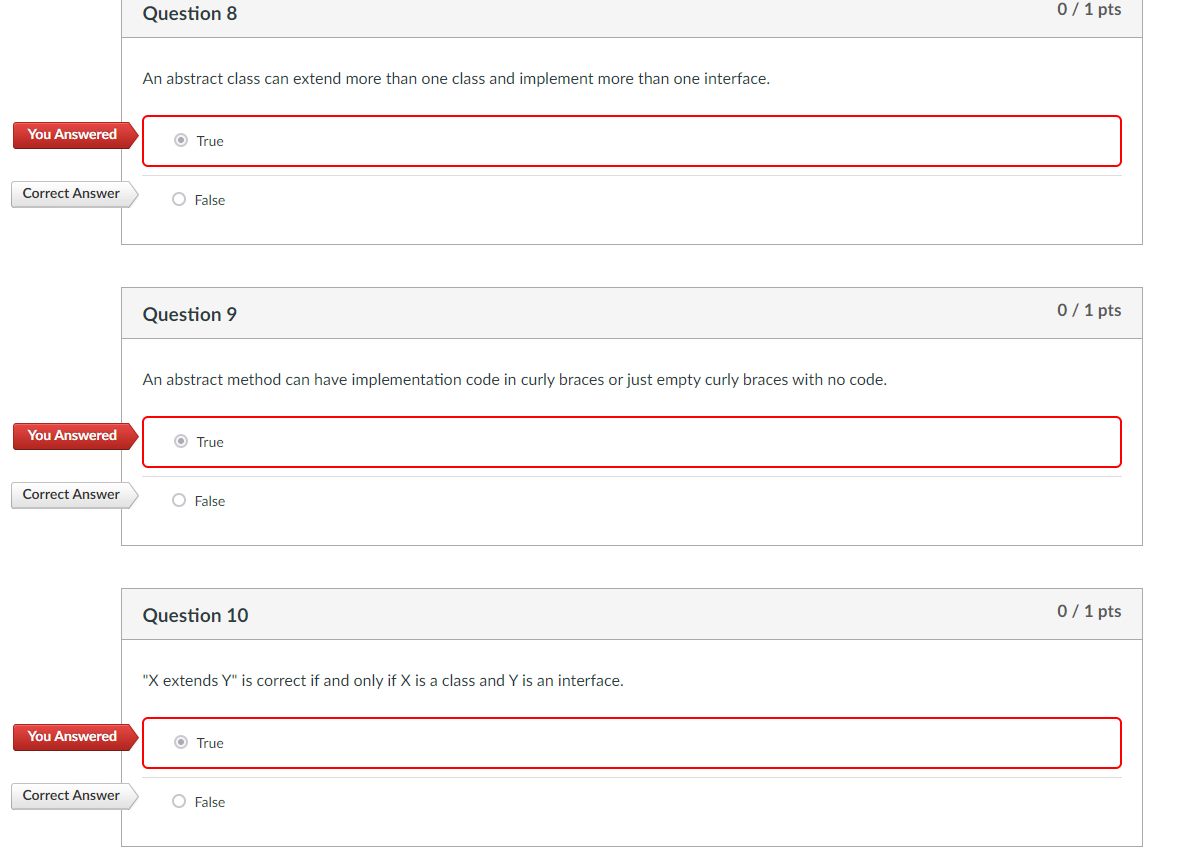 Question 8
0 / 1 pts
An abstract class can extend more than one class and implement more than one interface.
You Answered
True
Correct Answer
False
Question 9
0 / 1 pts
An abstract method can have implementation code in curly braces or just empty curly braces with no code.
You Answered
True
Correct Answer
False
Question 10
0 / 1 pts
"X extends Y" is correct if and only if X is a class and Y is an interface.
You Answered
True
Correct Answer
False